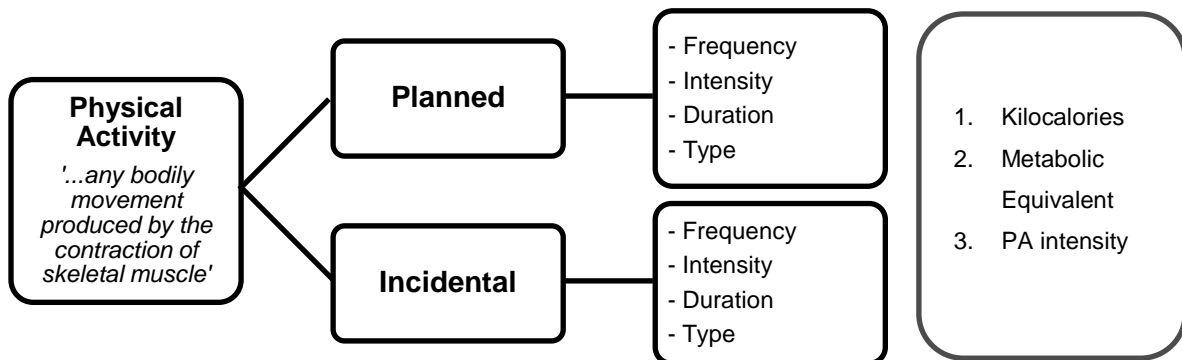 Physical
Activity
'...any bodily
movement
produced by the
contraction of
skeletal muscle'
Planned
- Frequency
- Intensity
- Duration
- Type
Incidental
- Frequency
- Intensity
- Duration
- Type
1. Kilocalories
2. Metabolic
Equivalent
3. PA intensity